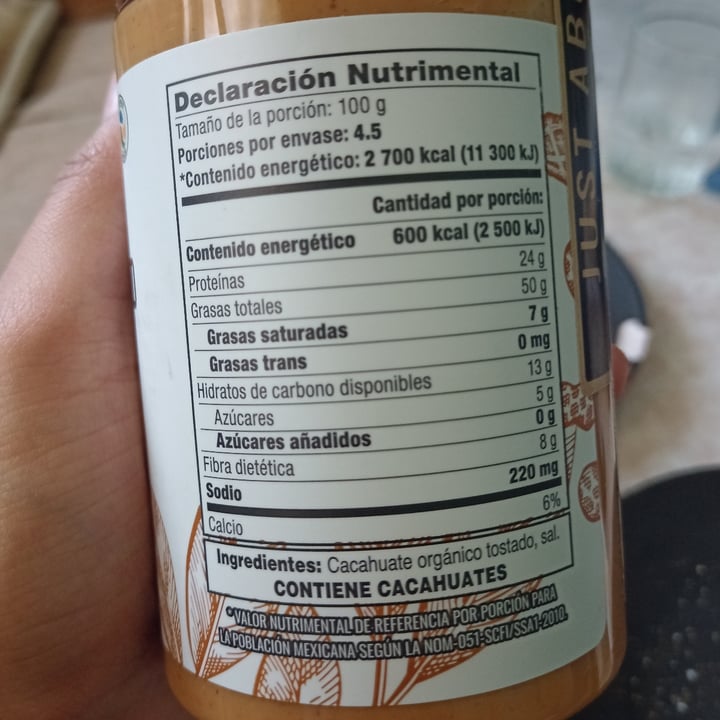 Declaración Nutrimental
Tamaño de la porción: 100 g
Porciones por envase: 4.5
*Contenido energético: 2 700 kcal (11 300 kJ)
Cantidad por porción:
Contenido energético 600 kcal (2 500 kJ)
Proteínas 24 g
Grasas totales 50 g
Grasas saturadas 7 g
Grasas trans 0 mg
Hidratos de carbono disponibles 13 g
Azúcares 5 g
Azúcares añadidos 0 g
Fibra dietética 8 g
Sodio 220 mg
Calcio 6%
Ingredientes: Cacahuate orgánico tostado, sal.
CONTIENE CACAHUATES
*VALOR NUTRIMENTAL DE REFERENCIA POR PORCIÓN PARA
LA POBLACIÓN MEXICANA SEGÚN LA NOM-051-SCFI/SSA1-2010.
JUST